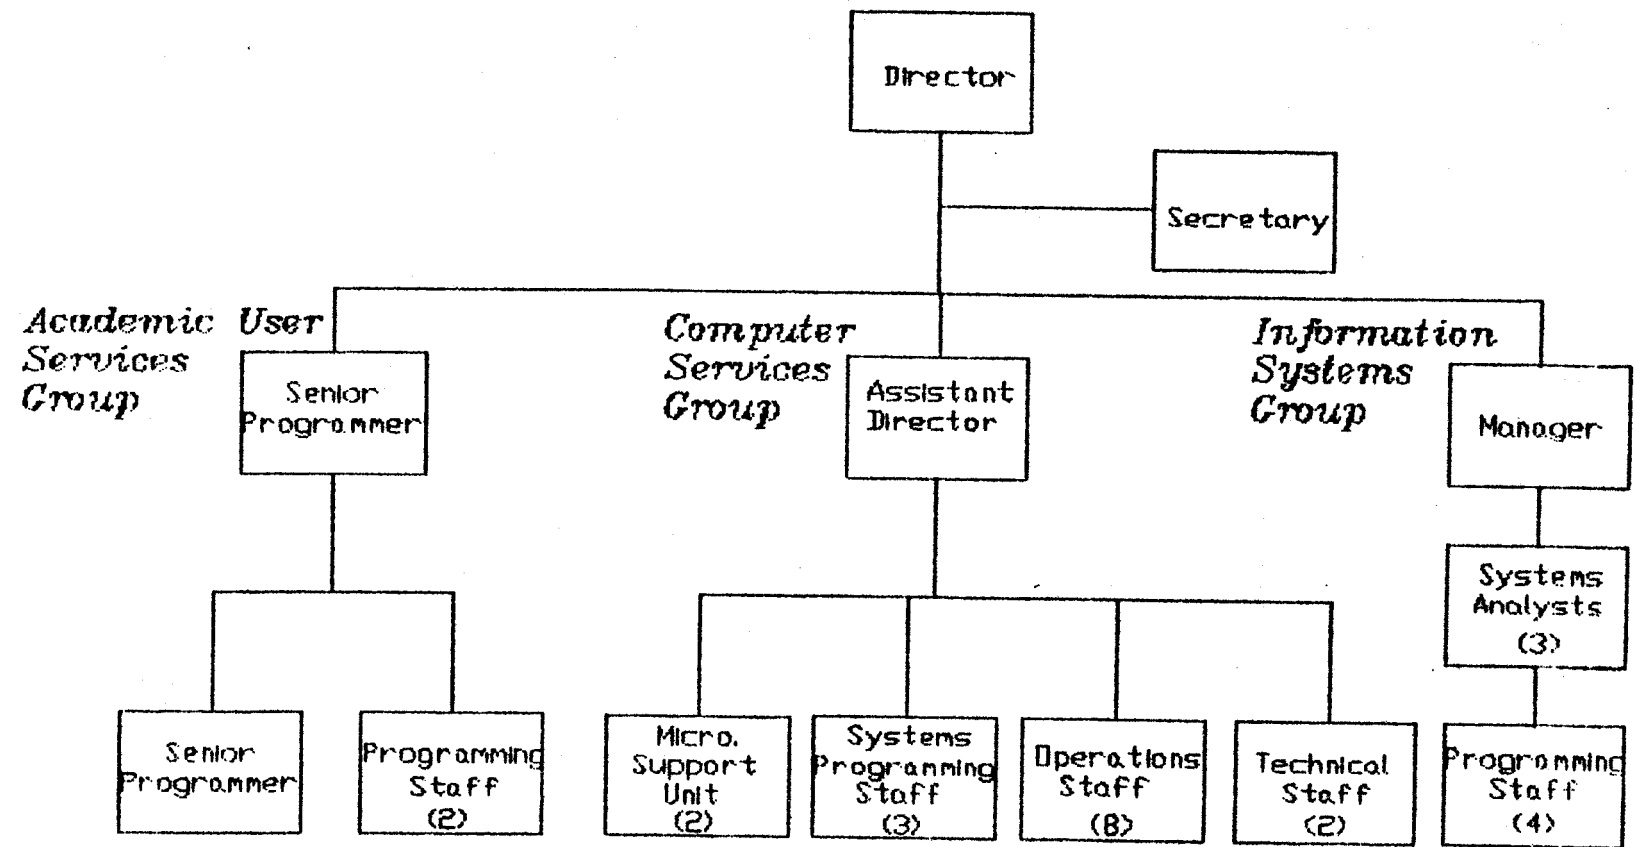 Director
Secretary
Academic User
Services
Group
Senior
Programmer
Computer
Services
Group
Assistant
Director
Information
Systems
Group
Manager
Systems
Analysts
(3)
Senior
Programmer
Programming
Staff
(2)
Micro.
Support
Unit
(2)
Systems
Programming
Staff
(3)
Operations
Staff
(8)
Technical
Staff
(2)
Programming
Staff
(4)